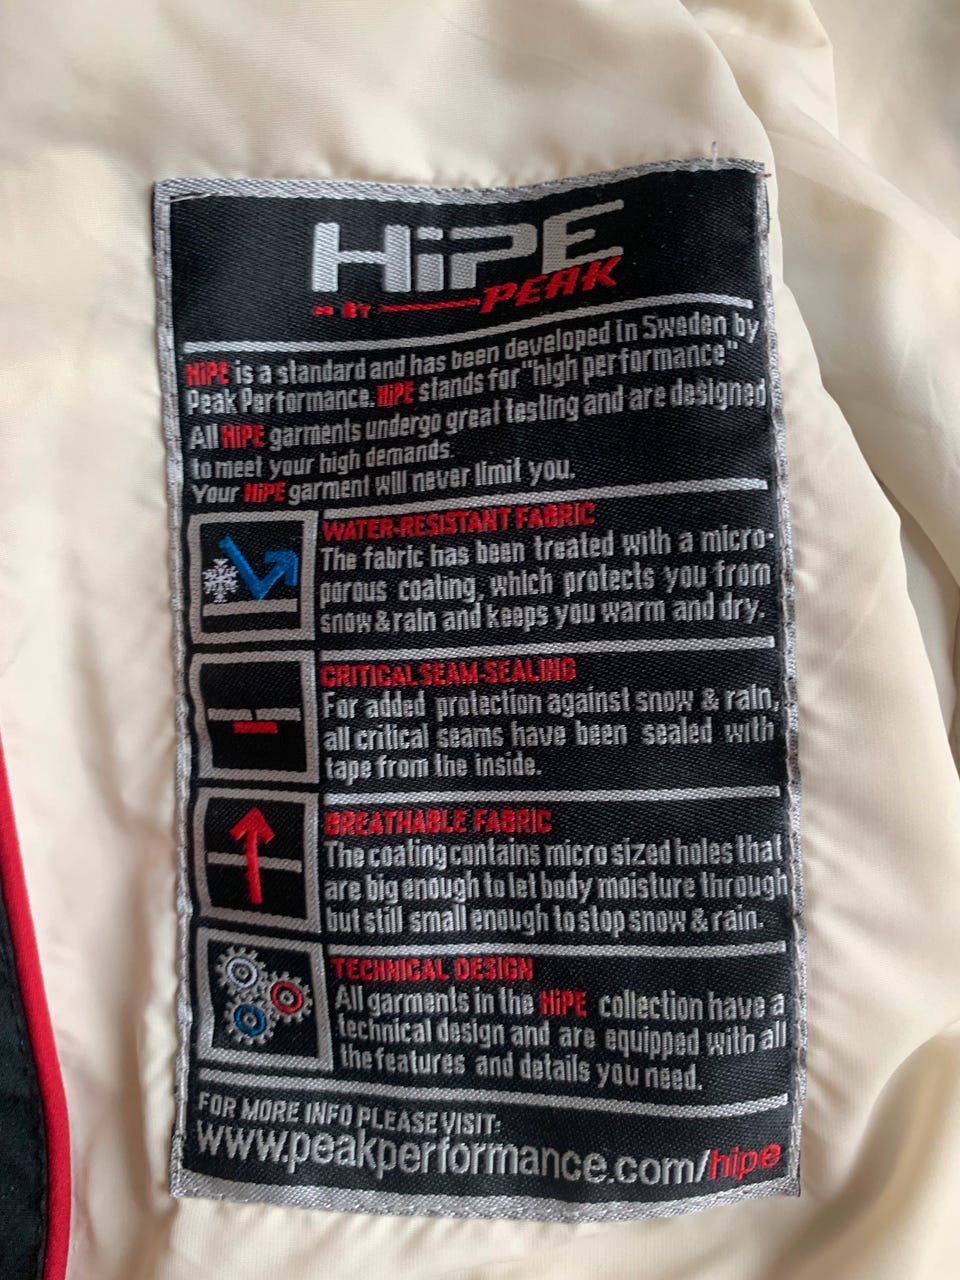 HiPE
BY PEAK
HiPE is a standard and has been developed in Sweden by
Peak Performance. HiPE stands for "high performance"
All HiPE garments undergo great testing and are designed
to meet your high demands.
Your HiPE garment will never limit you.
WATER-RESISTANT FABRIC
The fabric has been treated with a micro-
porous coating, which protects you from
snow & rain and keeps you warm and dry.
CRITICAL SEAM-SEALING
For added protection against snow & rain,
all critical seams have been sealed with
tape from the inside.
BREATHABLE FABRIC
The coating contains micro sized holes that
are big enough to let body moisture through
but still small enough to stop snow & rain.
TECHNICAL DESIGN
All garments in the HiPE collection have a
technical design and are equipped with all
the features and details you need.
FOR MORE INFO PLEASE VISIT:
www.peakperformance.com/hipe